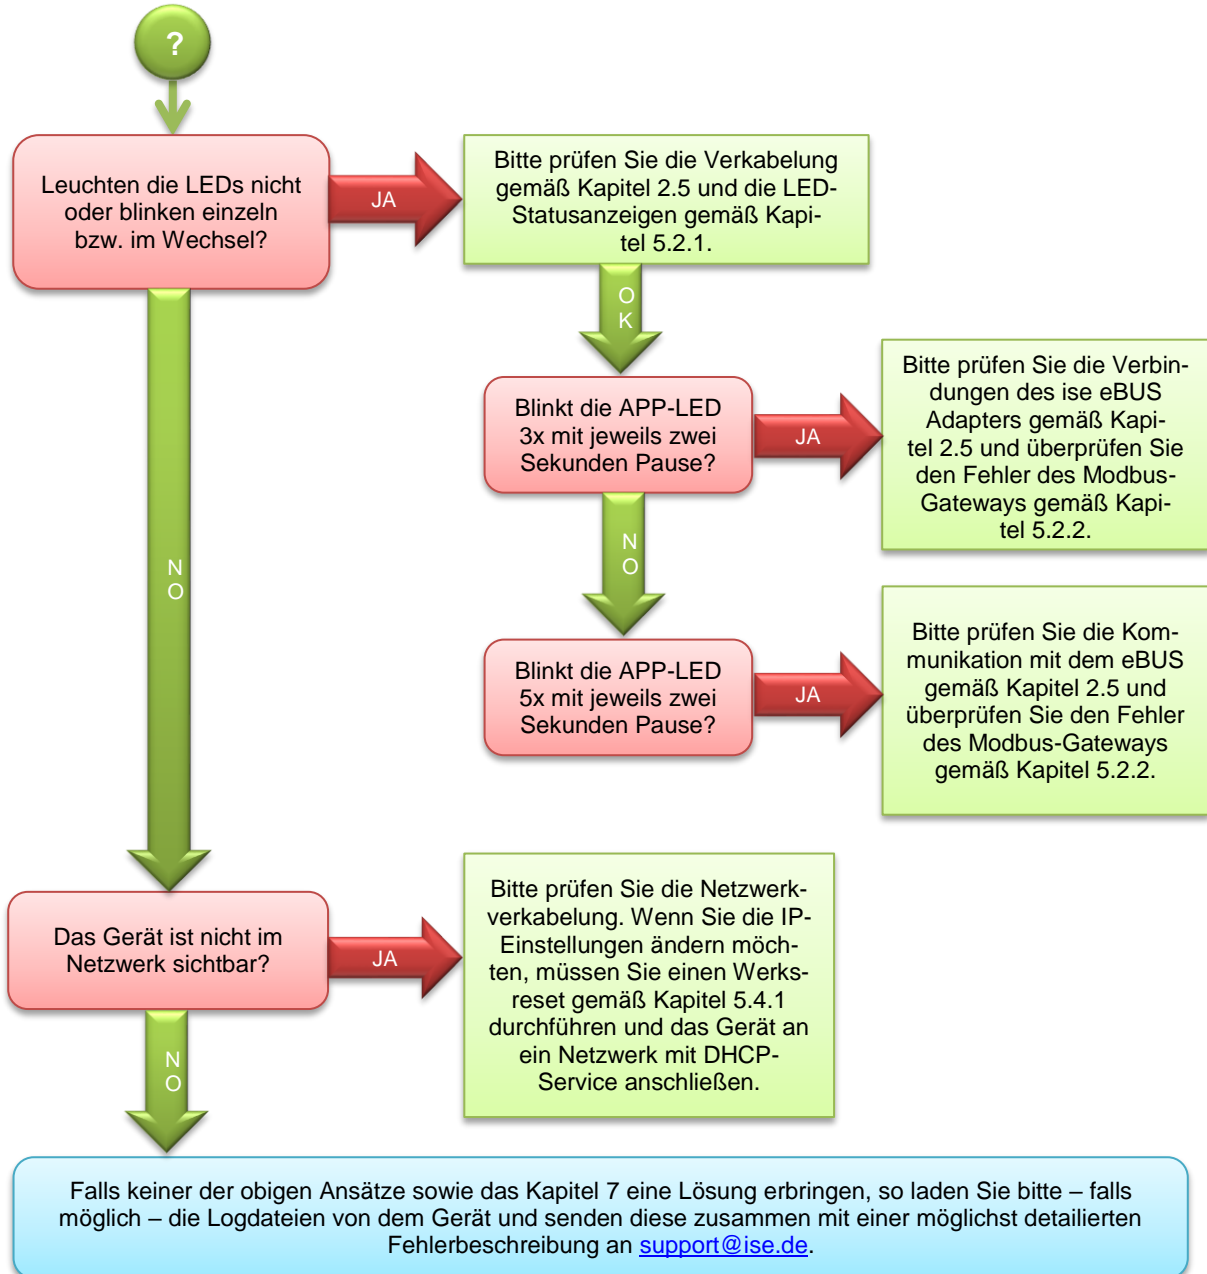 ?
Leuchten die LEDs nicht
oder blinken einzeln
bzw. im Wechsel?
JA
Bitte prüfen Sie die Verkabelung
gemäß Kapitel 2.5 und die LED-
Statusanzeigen gemäß Kapi-
tel 5.2.1.
O
K
Blinkt die APP-LED
3x mit jeweils zwei
Sekunden Pause?
JA
Bitte prüfen Sie die Verbin-
dungen des ise eBUS
Adapters gemäß Kapi-
tel 2.5 und überprüfen Sie
den Fehler des Modbus-
Gateways gemäß Kapi-
tel 5.2.2.
N
O
N
O
Blinkt die APP-LED
5x mit jeweils zwei
Sekunden Pause?
JA
Bitte prüfen Sie die Kom-
munikation mit dem eBUS
gemäß Kapitel 2.5 und
überprüfen Sie den Fehler
des Modbus-Gateways
gemäß Kapitel 5.2.2.
Das Gerät ist nicht im
Netzwerk sichtbar?
JA
Bitte prüfen Sie die Netzwerk-
verkabelung. Wenn Sie die IP-
Einstellungen ändern möch-
ten, müssen Sie einen Werks-
reset gemäß Kapitel 5.4.1
durchführen und das Gerät an
ein Netzwerk mit DHCP-
Service anschließen.
N
O
Falls keiner der obigen Ansätze sowie das Kapitel 7 eine Lösung erbringen, so laden Sie bitte – falls
möglich – die Logdateien von dem Gerät und senden diese zusammen mit einer möglichst detailierten
Fehlerbeschreibung an support@ise.de.